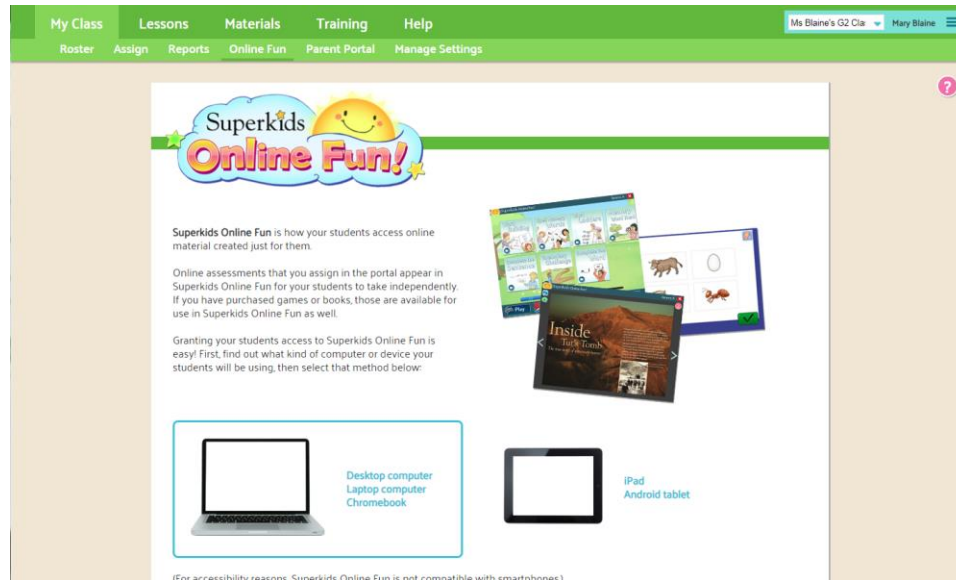 My Class Lessons Materials Training Help
Ms Blaine's G2 Cla: Mary Blaine
Roster Assign Reports Online Fun Parent Portal Manage Settings
?
Superkids
Online Fun!
Superkids Online Fun is how your students access online
material created just for them.
Online assessments that you assign in the portal appear in
Superkids Online Fun for your students to take independently.
If you have purchased games or books, those are available for
use in Superkids Online Fun as well.
Granting your students access to Superkids Online Fun is
easy! First, find out what kind of computer or device your
students will be using, then select that method below:
Inside
Tut's Tomb
Play
Desktop computer
Laptop computer
Chromebook
iPad
Android tablet
(For accessibility reasons, Superkids Online Fun is not compatible with smartphones.)